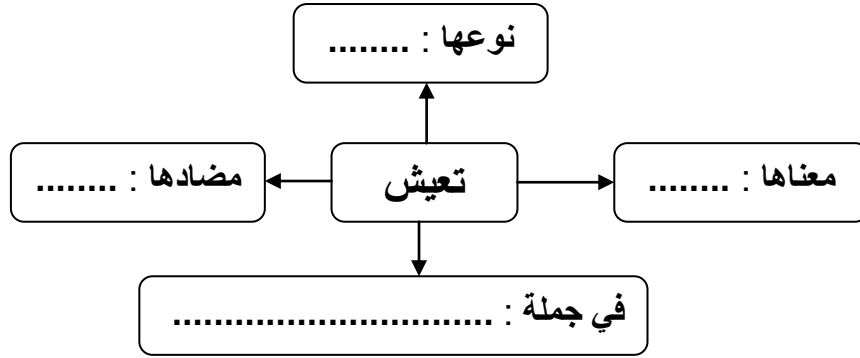 نوعها : ........
معناها : ........
تعيش
مضادها : ........
في جملة : ..............................